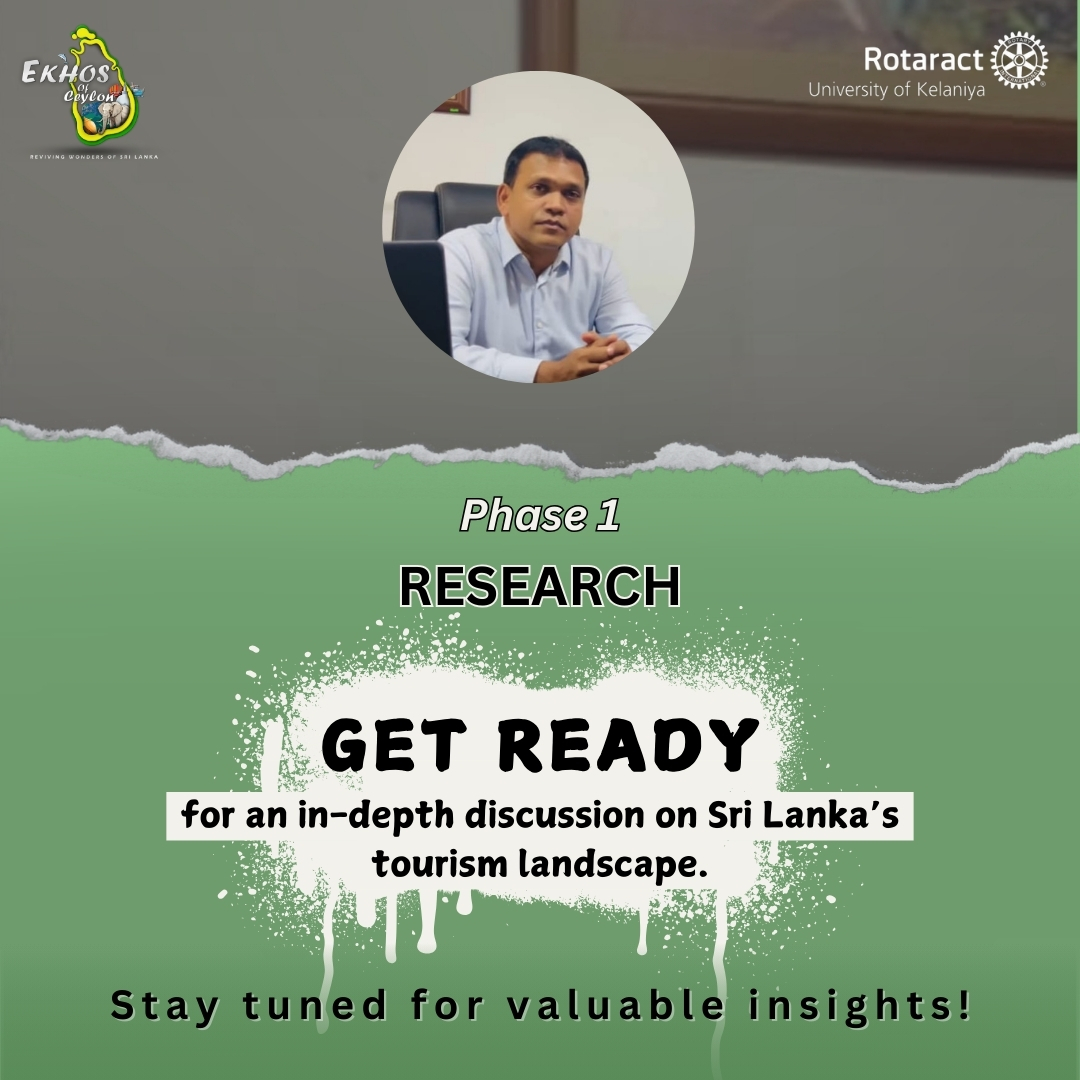 EKHOS
Of
Ceylon
REVIVING WONDERS OF SRI LANKA
Rotaract
University of Kelaniya
Phase 1
RESEARCH
GET READY
for an in-depth discussion on Sri Lanka's
tourism landscape.
Stay tuned for valuable insights!